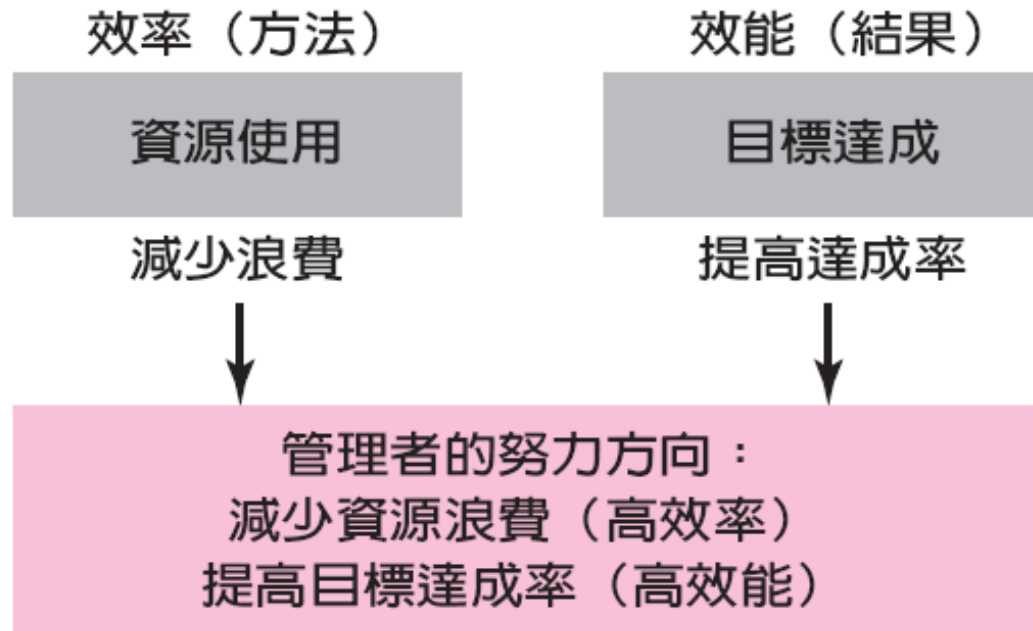 效率（方法）
效能（結果）
資源使用
目標達成
減少浪費
提高達成率
管理者的努力方向：
減少資源浪費（高效率）
提高目標達成率（高效能）